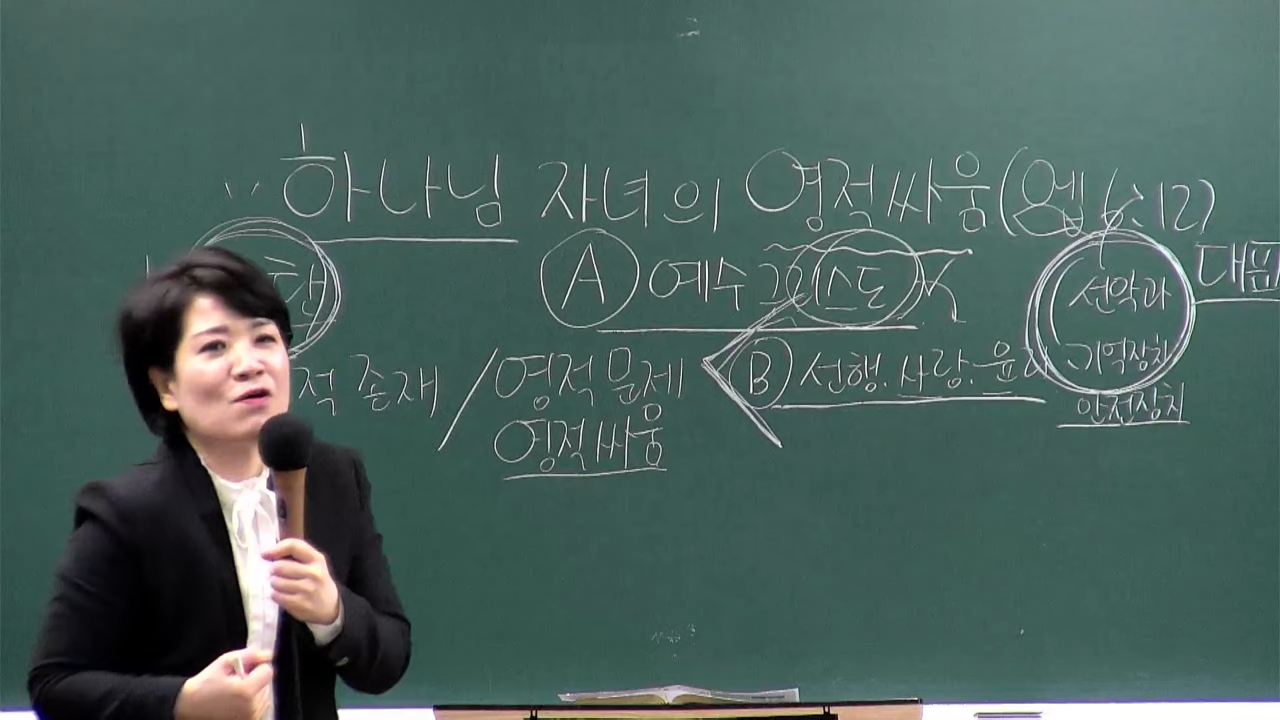 하나님 자녀의 영적싸움(엡 6:12)
A 예수 그리스도
선악과
대표
적 존재 / 영적문제
B 선행.사랑.윤리
기억장치
영적싸움
안전장치